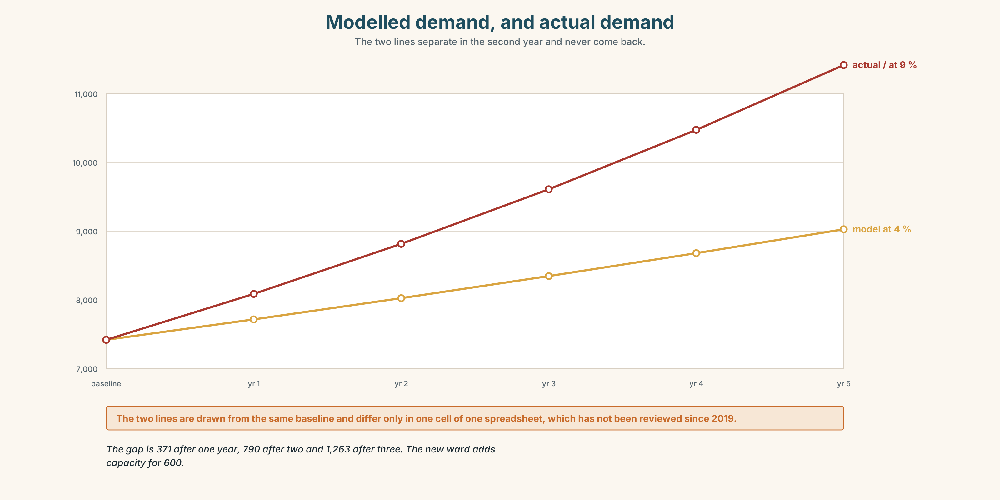 Modelled demand, and actual demand
The two lines separate in the second year and never come back.
actual / at 9 %
11,000
10,000
9,000
model at 4 %
8,000
7,000
baseline
yr 1
yr 2
yr 3
yr 4
yr 5
The two lines are drawn from the same baseline and differ only in one cell of one spreadsheet, which has not been reviewed since 2019.
The gap is 371 after one year, 790 after two and 1,263 after three. The new ward adds
capacity for 600.